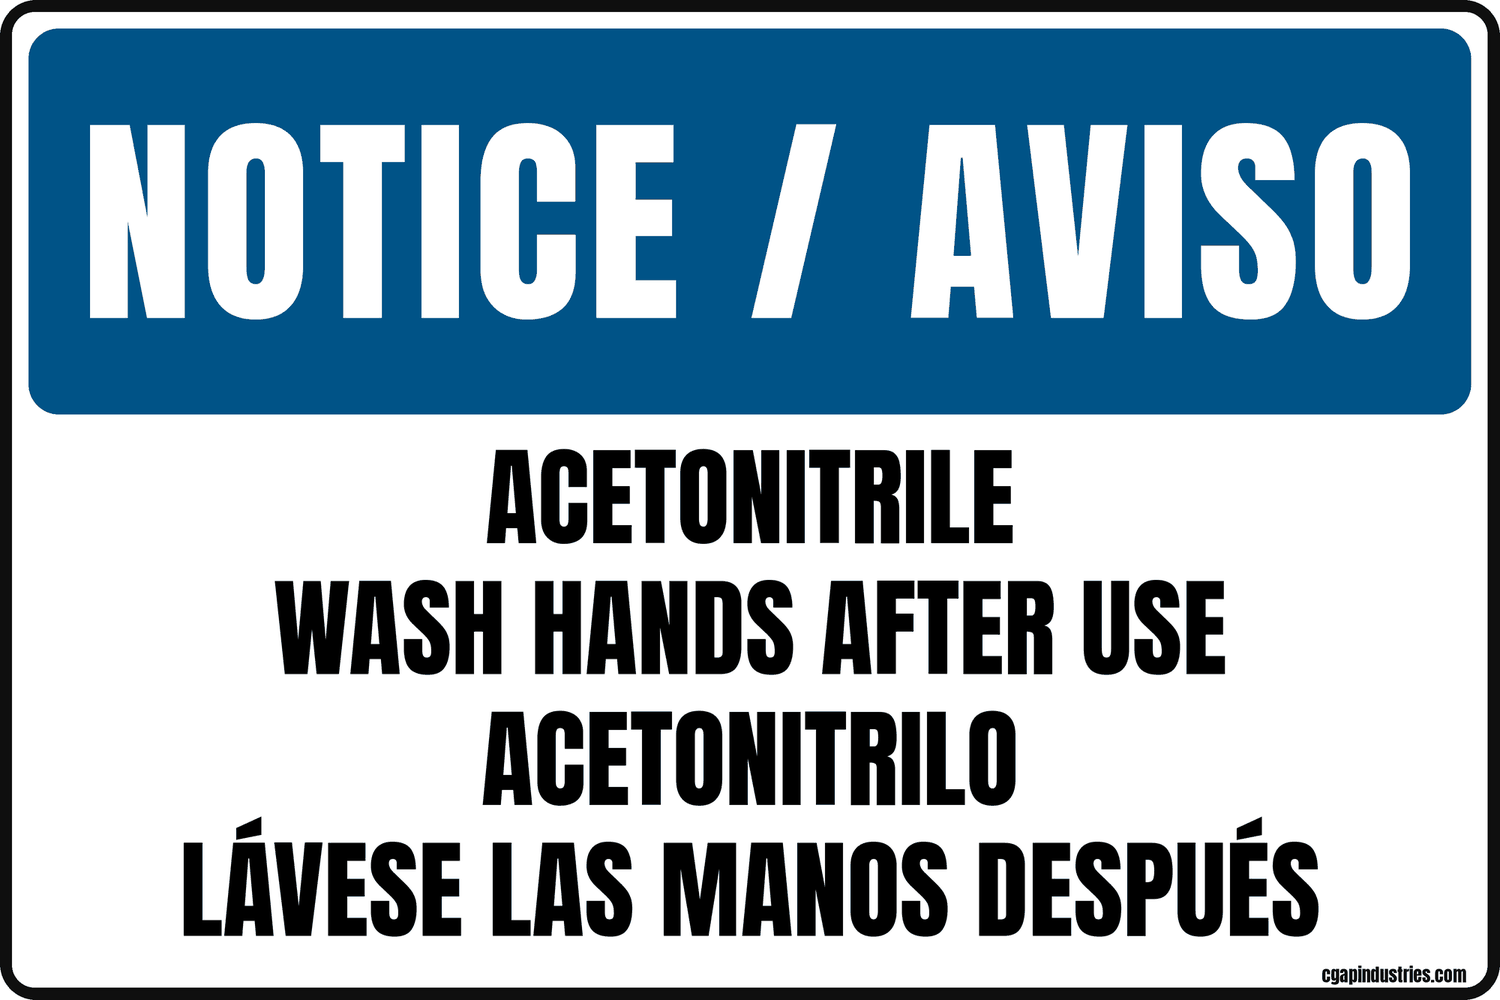 NOTICE / AVISO
ACETONITRILE
WASH HANDS AFTER USE
ACETONITRILO
LÁVESE LAS MANOS DESPUÉS
cgapindustries.com